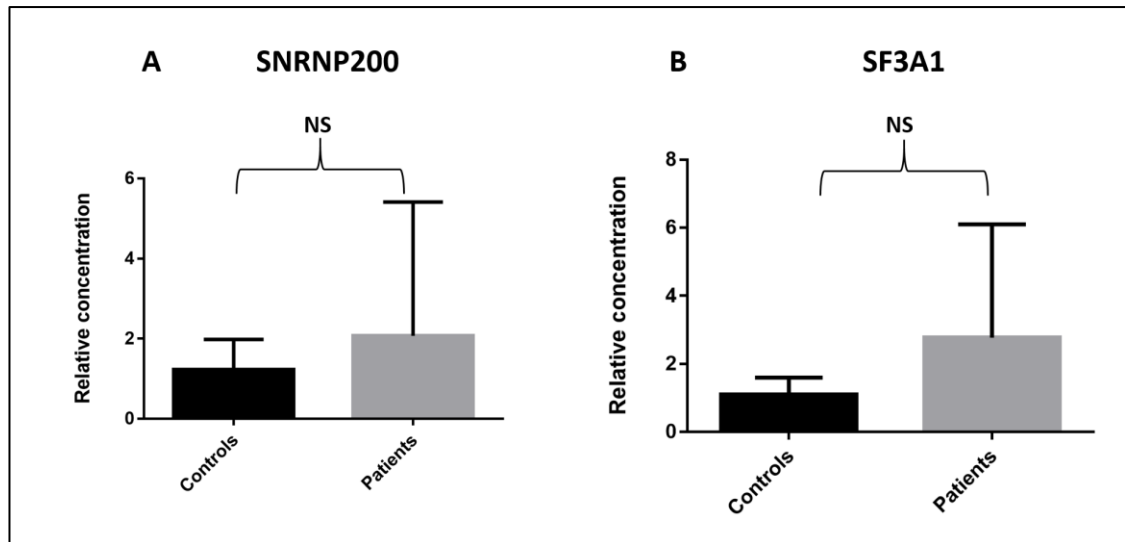 A SNRNP200
NS
Relative concentration
6
4
2
0
Controls
Patients
B SF3A1
NS
Relative concentration
8
6
4
2
0
Controls
Patients